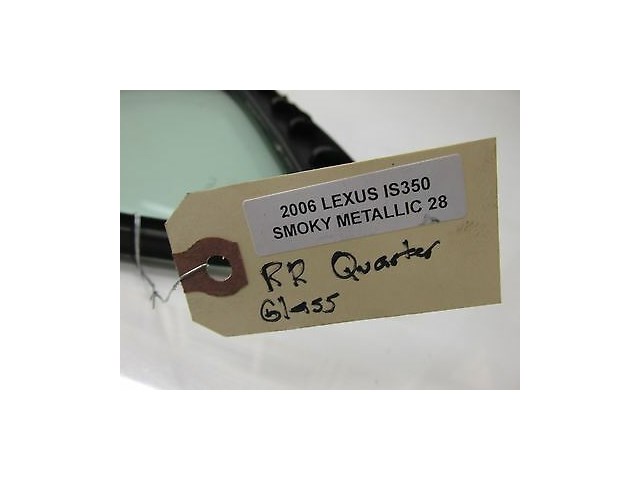 2006 LEXUS IS350
SMOKY METALLIC 28
RR Quarter
Glass